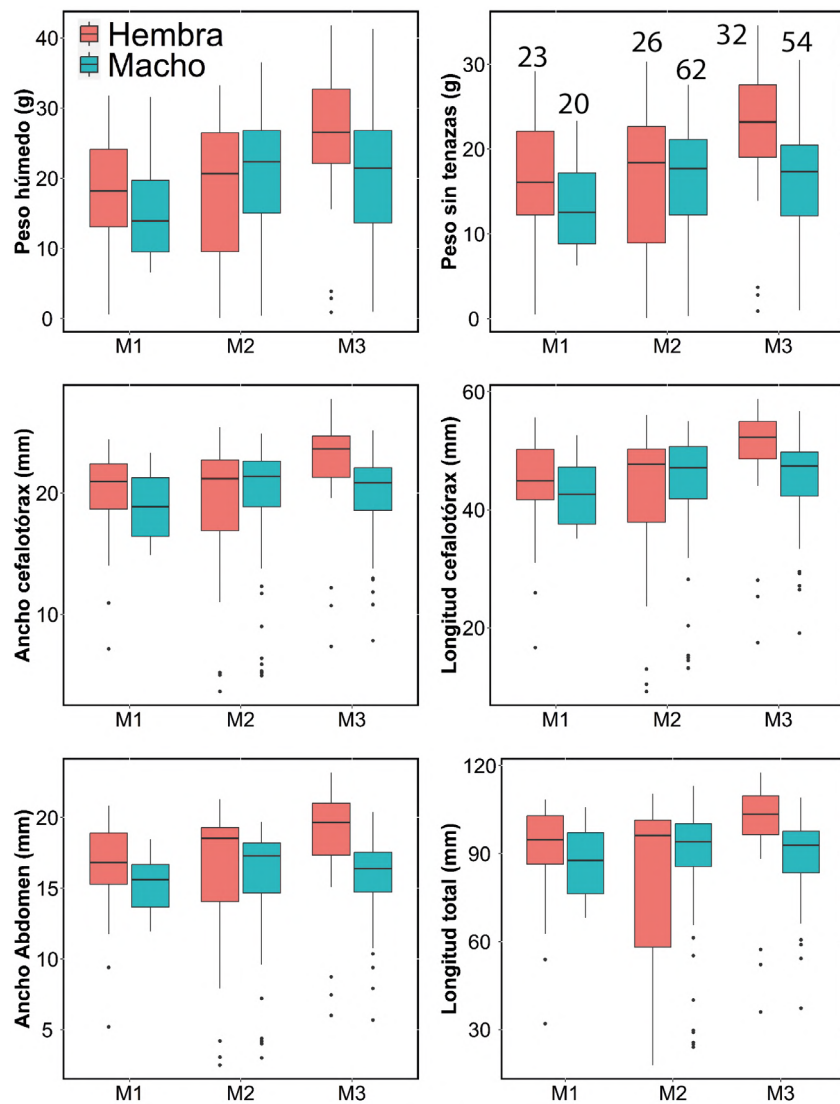 Hembra
Macho
Peso húmedo (g)
40
30
20
10
0
M1 M2 M3
Peso sin tenazas (g)
30
20
10
0
23 20 26 62 32 54
M1 M2 M3
Ancho cefalotórax (mm)
20
10
M1 M2 M3
Longitud cefalotórax (mm)
60
40
20
M1 M2 M3
Ancho Abdomen (mm)
20
15
10
5
M1 M2 M3
Longitud total (mm)
120
90
60
30
M1 M2 M3